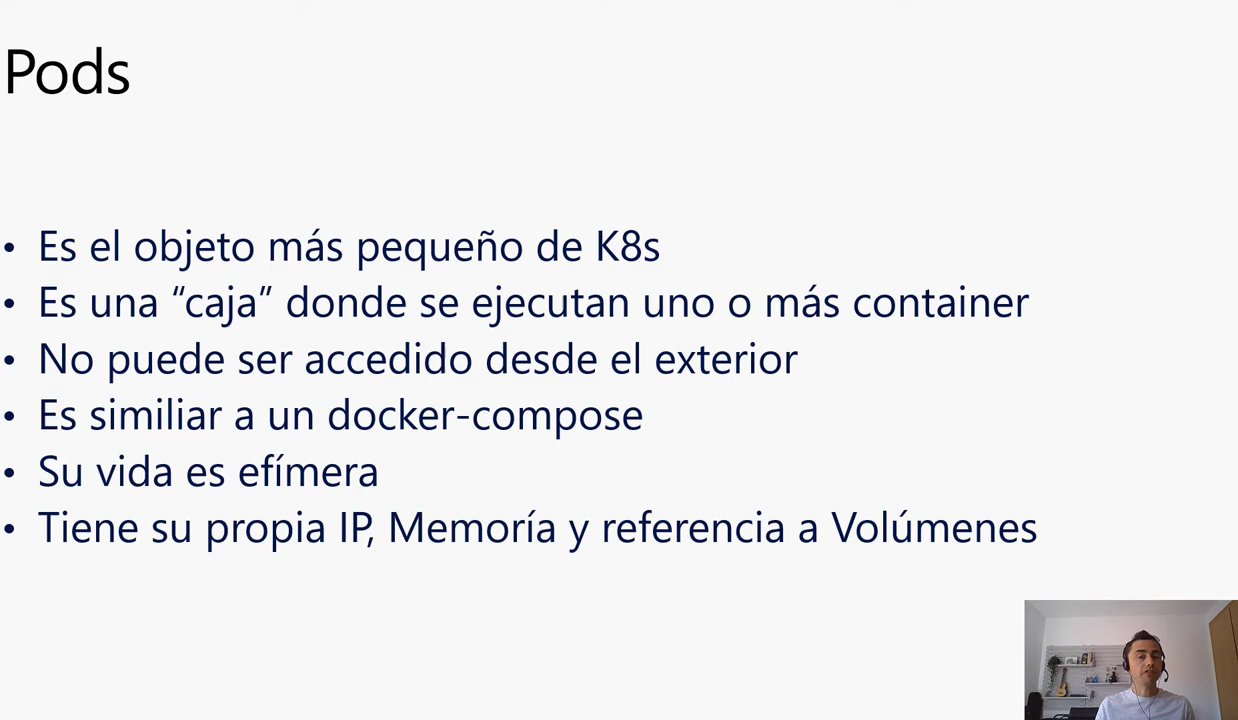 Pods
• Es el objeto más pequeño de K8s
• Es una “caja” donde se ejecutan uno o más container
• No puede ser accedido desde el exterior
• Es similiar a un docker-compose
• Su vida es efímera
• Tiene su propia IP, Memoría y referencia a Volúmenes